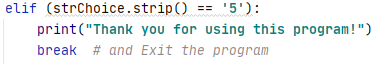 elif (strChoice.strip() == '5'):
    print("Thank you for using this program!")
    break  # and Exit the program